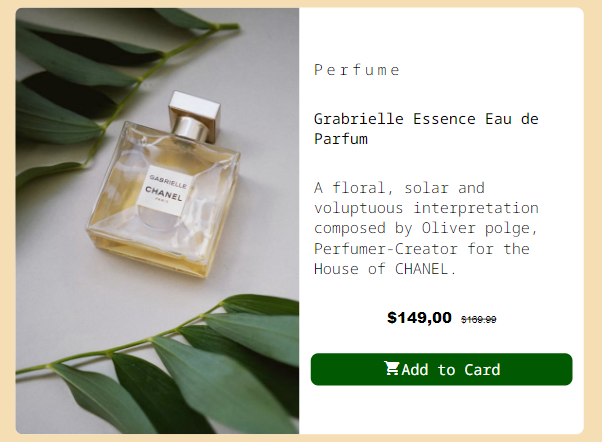 GABRIELLE
CHANEL
PARIS
Perfume
Grabrielle Essence Eau de
Parfum
A floral, solar and
voluptuous interpretation
composed by Oliver polge,
Perfumer-Creator for the
House of CHANEL.
$149,00 $169.99
Add to Card